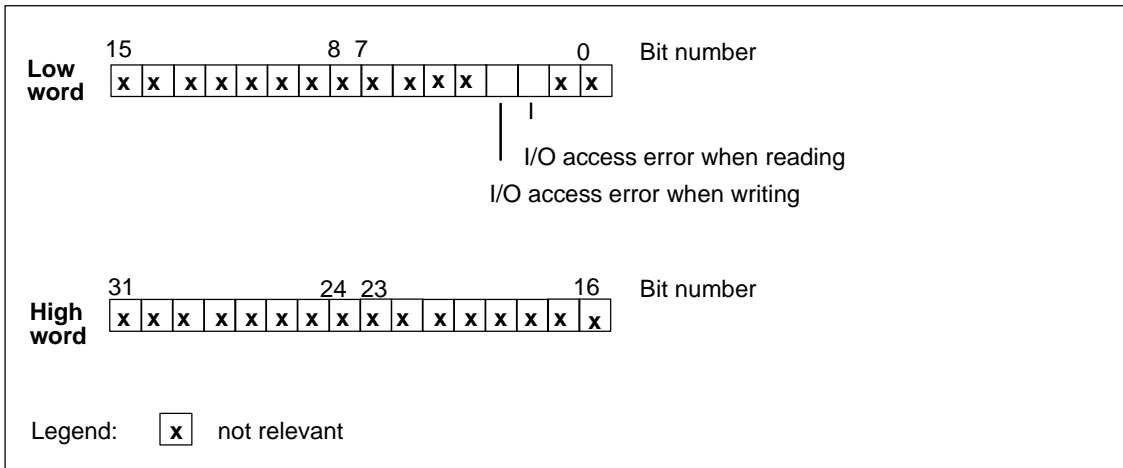 15 8 7 0 Bit number
Low word x x x x x x x x x x x x x x
I/O access error when reading
I/O access error when writing
31 24 23 16 Bit number
High word x x x x x x x x x x x x x x x x
Legend: x not relevant